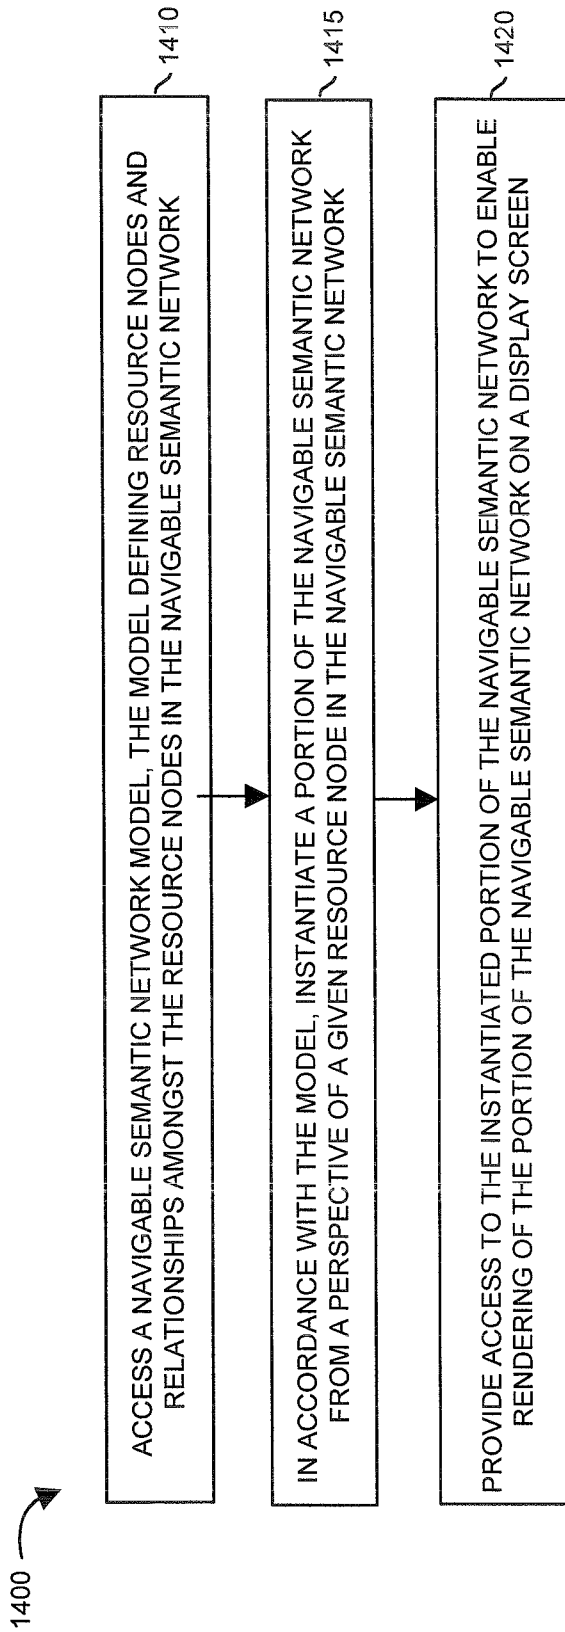 1400
ACCESS A NAVIGABLE SEMANTIC NETWORK MODEL, THE MODEL DEFINING RESOURCE NODES AND
RELATIONSHIPS AMONGST THE RESOURCE NODES IN THE NAVIGABLE SEMANTIC NETWORK
1410
IN ACCORDANCE WITH THE MODEL, INSTANTIATE A PORTION OF THE NAVIGABLE SEMANTIC NETWORK
FROM A PERSPECTIVE OF A GIVEN RESOURCE NODE IN THE NAVIGABLE SEMANTIC NETWORK
1415
PROVIDE ACCESS TO THE INSTANTIATED PORTION OF THE NAVIGABLE SEMANTIC NETWORK TO ENABLE
RENDERING OF THE PORTION OF THE NAVIGABLE SEMANTIC NETWORK ON A DISPLAY SCREEN
1420